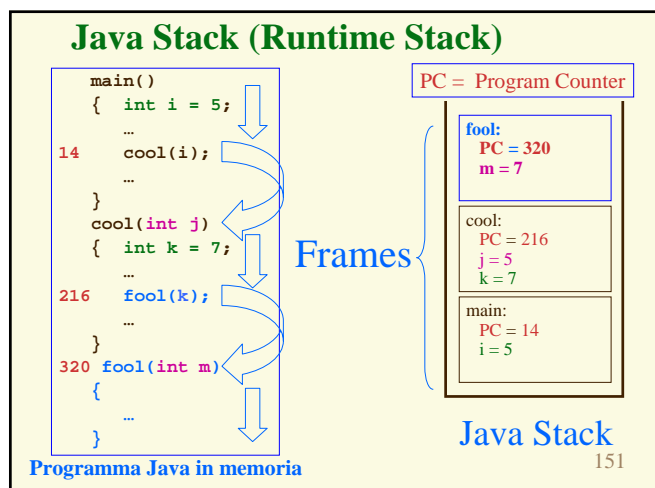 Java Stack (Runtime Stack)
main()
{ int i = 5;
…
14 cool(i);
…
}
cool(int j)
{ int k = 7;
…
216 fool(k);
…
}
320 fool(int m)
{
…
}
Programma Java in memoria
Frames
PC = Program Counter
fool:
PC = 320
m = 7
cool:
PC = 216
j = 5
k = 7
main:
PC = 14
i = 5
Java Stack
151